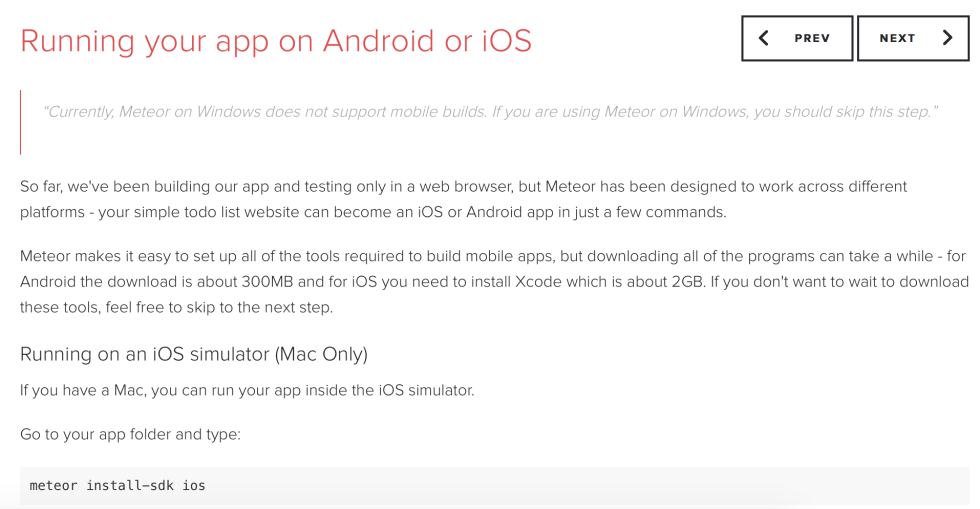 Running your app on Android or iOS
PREV
NEXT
“Currently, Meteor on Windows does not support mobile builds. If you are using Meteor on Windows, you should skip this step.”
So far, we've been building our app and testing only in a web browser, but Meteor has been designed to work across different
platforms - your simple todo list website can become an iOS or Android app in just a few commands.
Meteor makes it easy to set up all of the tools required to build mobile apps, but downloading all of the programs can take a while - for
Android the download is about 300MB and for iOS you need to install Xcode which is about 2GB. If you don't want to wait to download
these tools, feel free to skip to the next step.
Running on an iOS simulator (Mac Only)
If you have a Mac, you can run your app inside the iOS simulator.
Go to your app folder and type:
meteor install-sdk ios